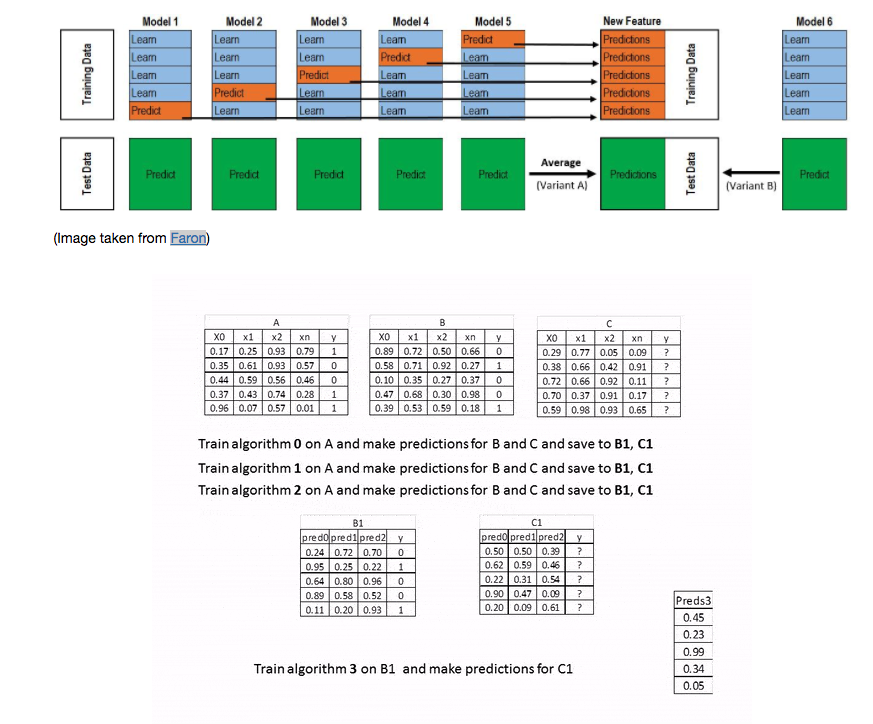 Model 1 Model 2 Model 3 Model 4 Model 5 New Feature Model 6
Learn Learn Learn Learn Predict Predictions Learn
Learn Learn Learn Predict Learn Predictions Learn
Learn Learn Predict Learn Learn Predictions Learn
Learn Predict Learn Learn Learn Predictions Learn
Predict Learn Learn Learn Learn Predictions Learn
Training Data
Training Data
Test Data Predict Predict Predict Predict Predict Average Predictions Test Data Predict
(Variant A) (Variant B)
(Image taken from Faron)
A
X0 x1 x2 xn y
0.17 0.25 0.93 0.79 1
0.35 0.61 0.93 0.57 0
0.44 0.59 0.56 0.46 0
0.37 0.43 0.74 0.28 1
0.96 0.07 0.57 0.01 1
B
X0 x1 x2 xn y
0.89 0.72 0.50 0.66 0
0.58 0.71 0.92 0.27 1
0.10 0.35 0.27 0.37 0
0.47 0.68 0.30 0.98 0
0.39 0.53 0.59 0.18 1
C
X0 x1 x2 xn y
0.29 0.77 0.05 0.09 ?
0.38 0.66 0.42 0.91 ?
0.72 0.66 0.92 0.11 ?
0.70 0.37 0.91 0.17 ?
0.59 0.98 0.93 0.65 ?
Train algorithm 0 on A and make predictions for B and C and save to B1, C1
Train algorithm 1 on A and make predictions for B and C and save to B1, C1
Train algorithm 2 on A and make predictions for B and C and save to B1, C1
B1
pred0 pred1 pred2 y
0.24 0.72 0.70 0
0.95 0.25 0.22 1
0.64 0.80 0.96 0
0.89 0.58 0.52 0
0.11 0.20 0.93 1
C1
pred0 pred1 pred2 y
0.50 0.50 0.39 ?
0.62 0.59 0.46 ?
0.22 0.31 0.54 ?
0.90 0.47 0.09 ?
0.20 0.09 0.61 ?
Preds3
0.45
0.23
0.99
0.34
0.05
Train algorithm 3 on B1 and make predictions for C1